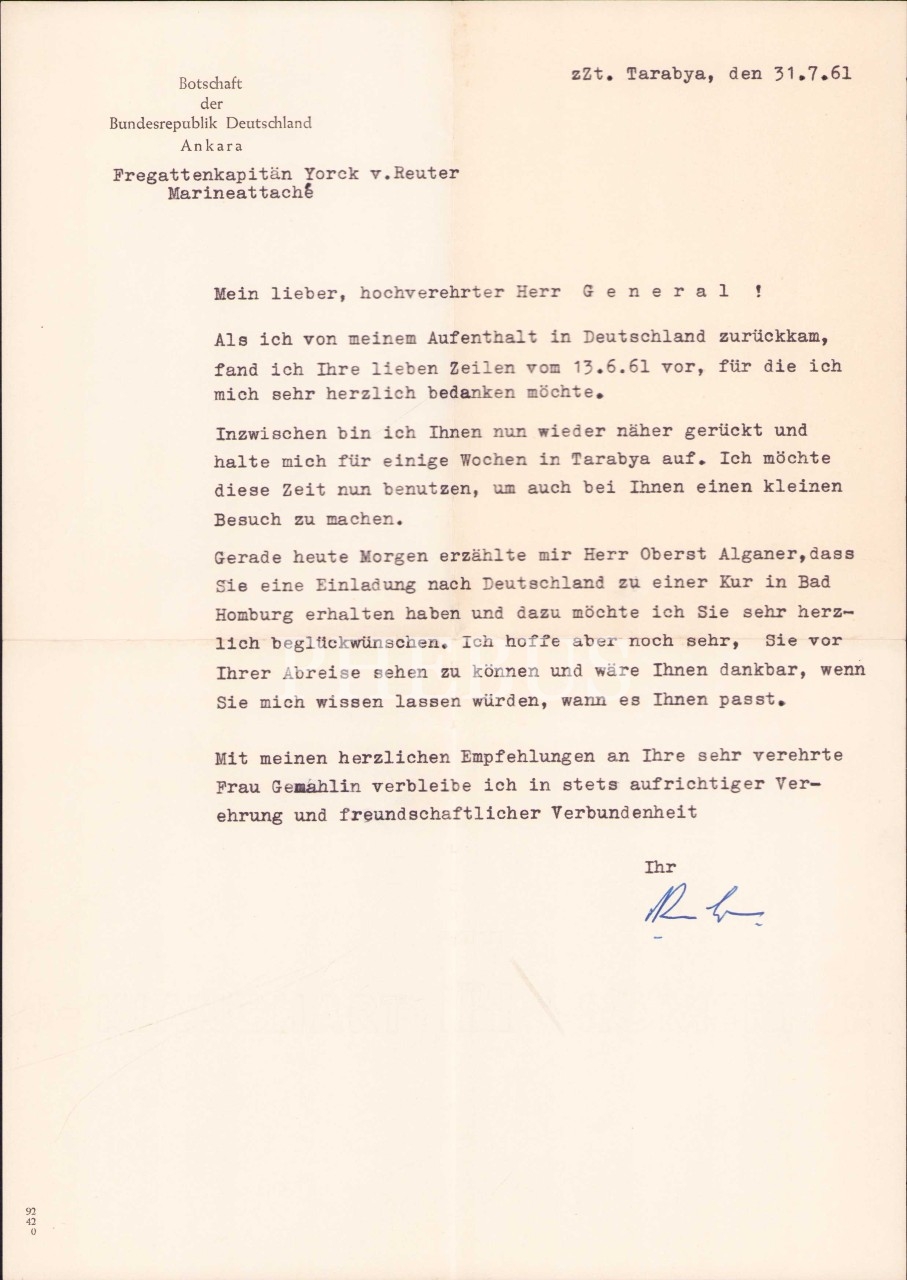 zZt. Tarabya, den 31.7.61
Botschaft
der
Bundesrepublik Deutschland
Ankara
Fregattenkapitän Yorck v.Reuter
Marineattaché
Mein lieber, hochverehrter Herr G e n e r a l !
Als ich von meinem Aufenthalt in Deutschland zurückkam,
fand ich Ihre lieben Zeilen vom 13.6.61 vor, für die ich
mich sehr herzlich bedanken möchte.
Inzwischen bin ich Ihnen nun wieder näher gerückt und
halte mich für einige Wochen in Tarabya auf. Ich möchte
diese Zeit nun benutzen, um auch bei Ihnen einen kleinen
Besuch zu machen.
Gerade heute Morgen erzählte mir Herr Oberst Alganer,dass
Sie eine Einladung nach Deutschland zu einer Kur in Bad
Homburg erhalten haben und dazu möchte ich Sie sehr herz-
lich beglückwünschen. Ich hoffe aber noch sehr, Sie vor
Ihrer Abreise sehen zu können und wäre Ihnen dankbar, wenn
Sie mich wissen lassen würden, wann es Ihnen passt.
Mit meinen herzlichen Empfehlungen an Ihre sehr verehrte
Frau Gemahlin verbleibe ich in stets aufrichtiger Ver-
ehrung und freundschaftlicher Verbundenheit
Ihr
92
42
0